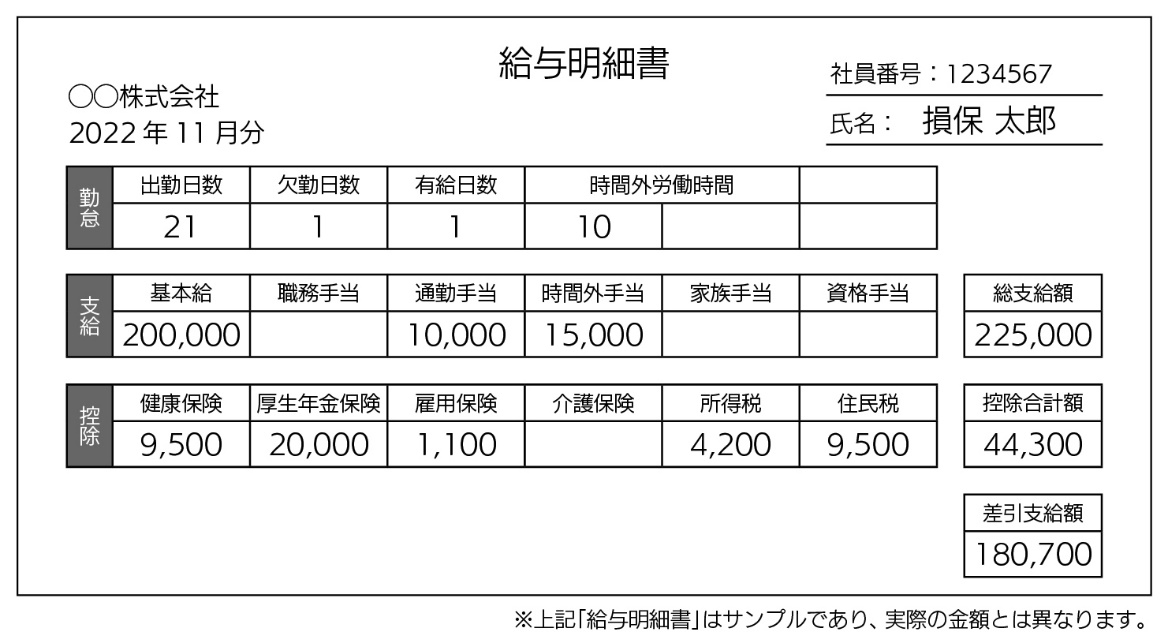 給与明細書
社員番号：1234567
○○株式会社
氏名： 損保 太郎
2022年11月分
勤怠
出勤日数 欠勤日数 有給日数 時間外労働時間
21 1 1 10
支給
基本給 職務手当 通勤手当 時間外手当 家族手当 資格手当 総支給額
200,000 10,000 15,000 225,000
控除
健康保険 厚生年金保険 雇用保険 介護保険 所得税 住民税 控除合計額
9,500 20,000 1,100 4,200 9,500 44,300
差引支給額
180,700
※上記「給与明細書」はサンプルであり、実際の金額とは異なります。